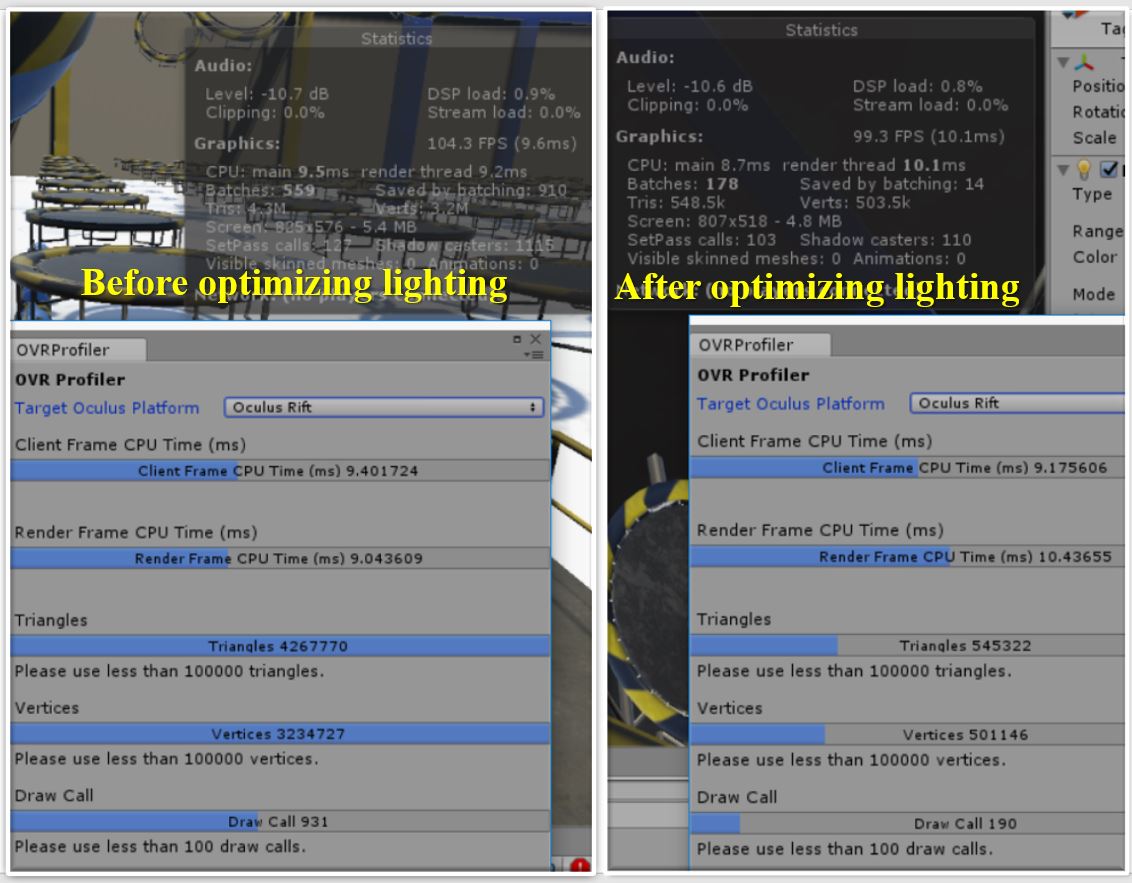 Statistics
Audio:
Level: -10.7 dB DSP load: 0.9%
Clipping: 0.0% Stream load: 0.0%
Graphics: 104.3 FPS (9.6ms)
CPU: main 9.5ms render thread 9.2ms
Batches: 559 Saved by batching: 910
Tris: 4.3M Verts: 3.2M
Screen: 825x576 - 5.4 MB
SetPass calls: 127 Shadow casters: 1115
Visible skinned meshes: 0 Animations: 0
Before optimizing lighting
OVRProfiler
OVR Profiler
Target Oculus Platform Oculus Rift
Client Frame CPU Time (ms)
Client Frame CPU Time (ms) 9.401724
Render Frame CPU Time (ms)
Render Frame CPU Time (ms) 9.043609
Triangles
Triangles 4267770
Please use less than 100000 triangles.
Vertices
Vertices 3234727
Please use less than 100000 vertices.
Draw Call
Draw Call 931
Please use less than 100 draw calls.
Statistics
Audio:
Level: -10.6 dB DSP load: 0.8%
Clipping: 0.0% Stream load: 0.0%
Graphics: 99.3 FPS (10.1ms)
CPU: main 8.7ms render thread 10.1ms
Batches: 178 Saved by batching: 14
Tris: 548.5k Verts: 503.5k
Screen: 807x518 - 4.8 MB
SetPass calls: 103 Shadow casters: 110
Visible skinned meshes: 0 Animations: 0
After optimizing lighting
OVRProfiler
OVR Profiler
Target Oculus Platform Oculus Rift
Client Frame CPU Time (ms)
Client Frame CPU Time (ms) 9.175606
Render Frame CPU Time (ms)
Render Frame CPU Time (ms) 10.43655
Triangles
Triangles 545322
Please use less than 100000 triangles.
Vertices
Vertices 501146
Please use less than 100000 vertices.
Draw Call
Draw Call 190
Please use less than 100 draw calls.
Tag
Positio
Rotatio
Scale
Type
Range
Color
Mode